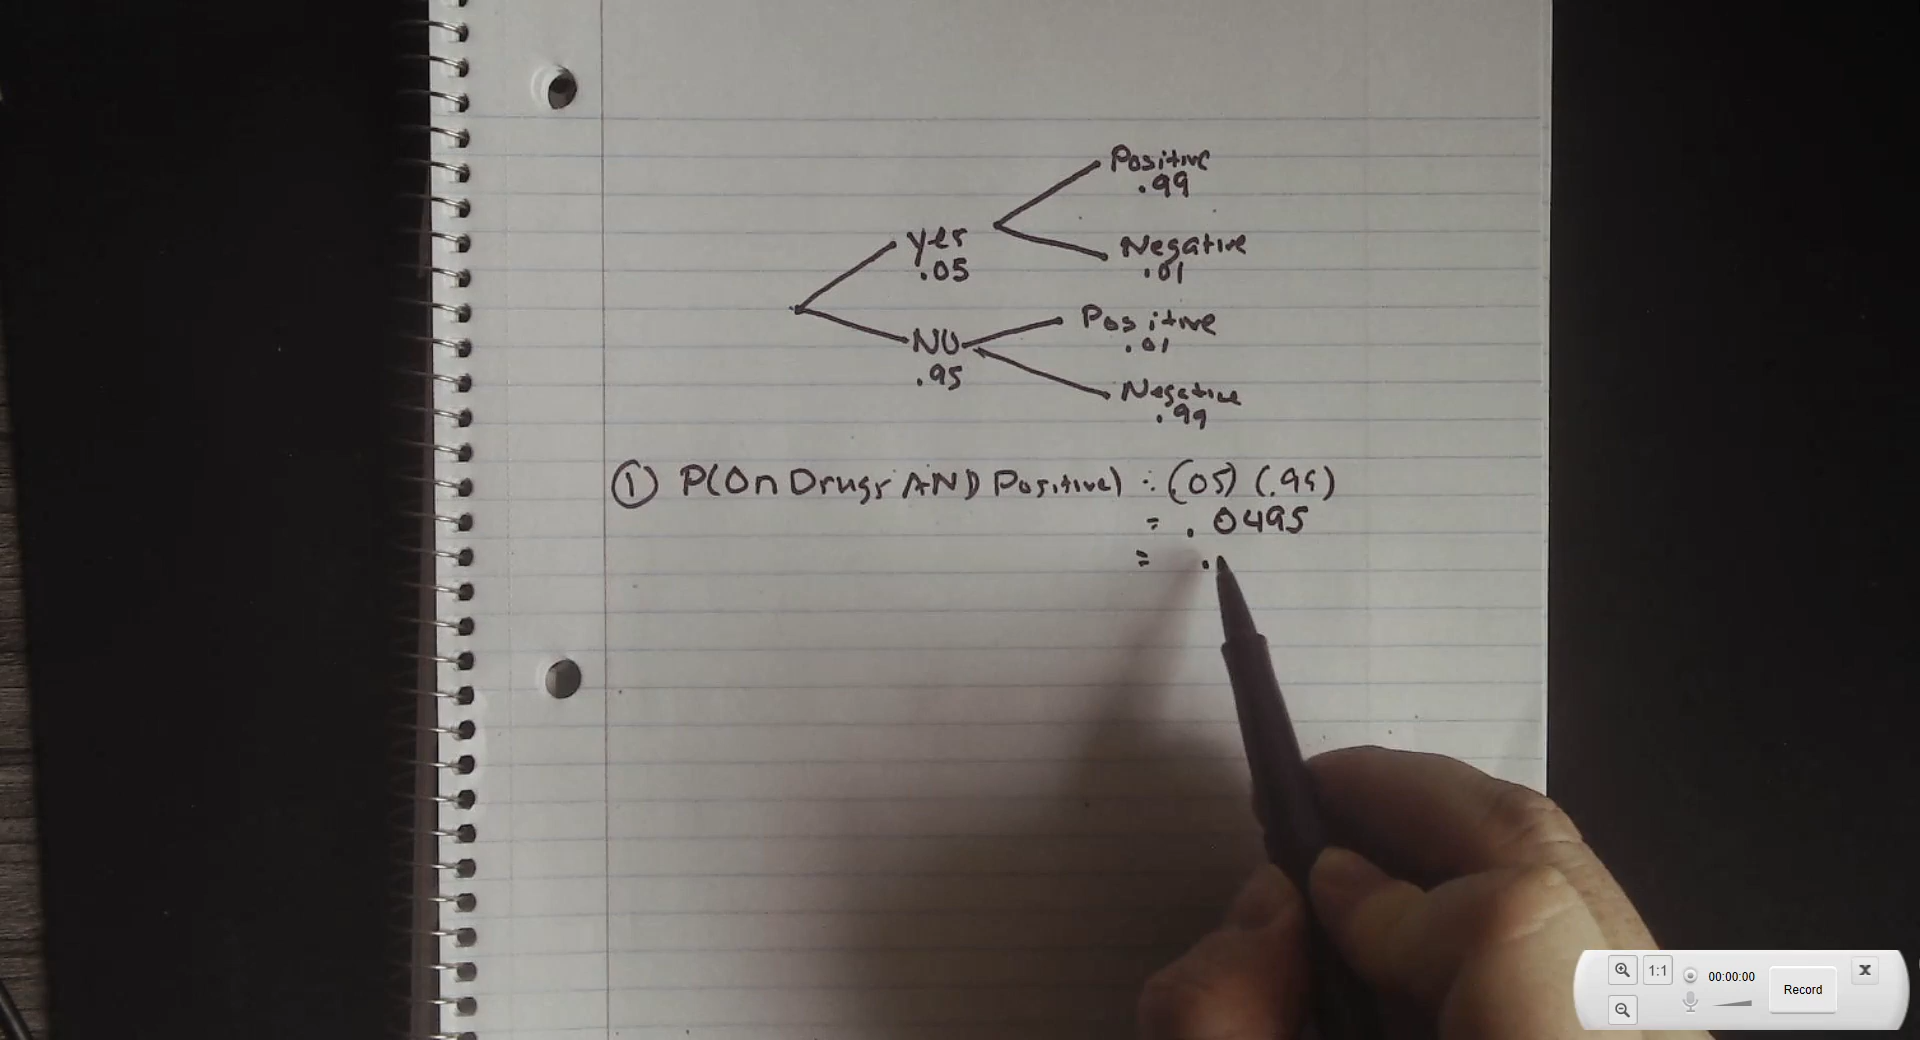 Positive
.99
Yes
.05
Negative
.01
Positive
.01
NO
.95
Negative
.99
① P(On Drugs AND Positive) = (.05) (.99)
= .0495
= .
1:1
00:00:00
Record
x